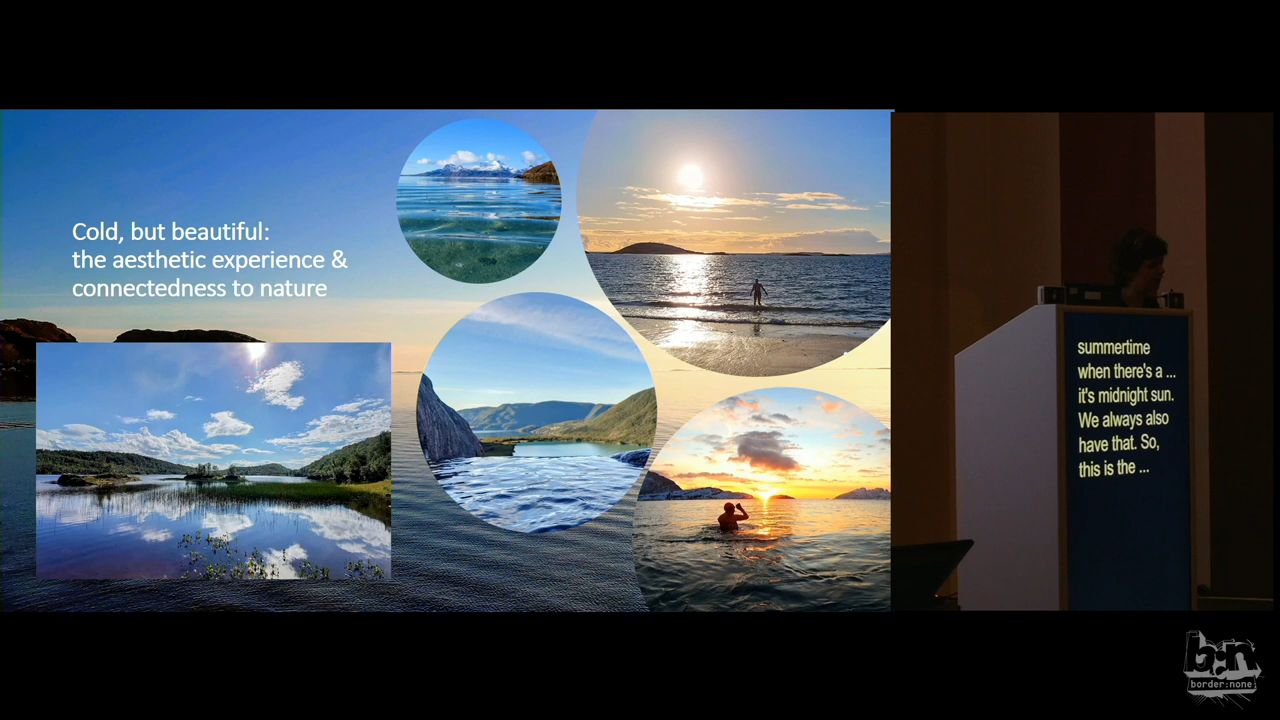 Cold, but beautiful:
the aesthetic experience &
connectedness to nature
summertime
when there's a ...
it's midnight sun.
We always also
have that. So,
this is the ...
b:n
border:none